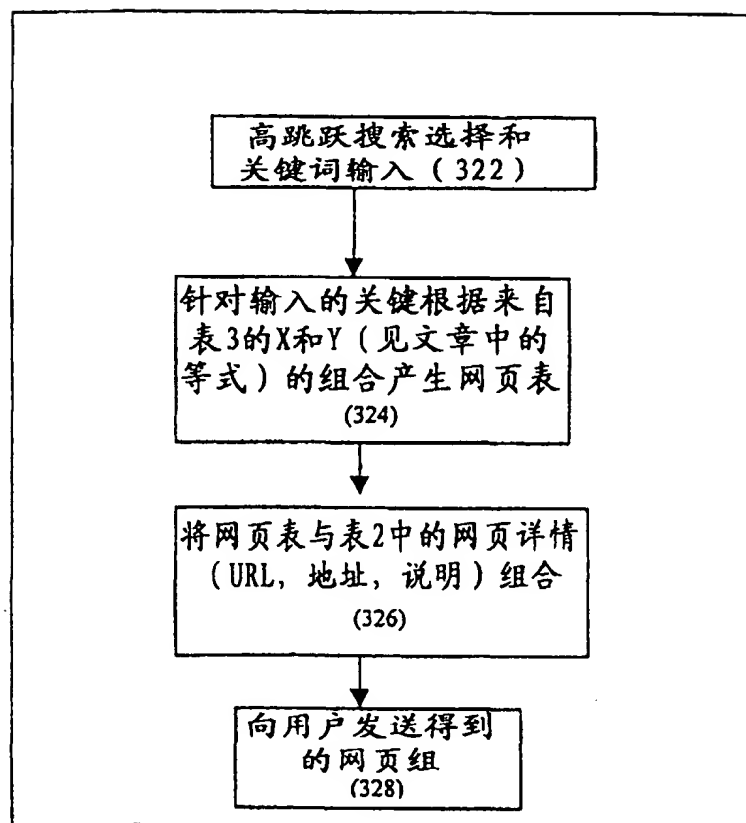 高跳跃搜索选择和
关键词输入（322）
针对输入的关键根据来自
表3的X和Y（见文章中的
等式）的组合产生网页表
(324)
将网页表与表2中的网页详情
（URL，地址，说明）组合
(326)
向用户发送得到
的网页组
(328)